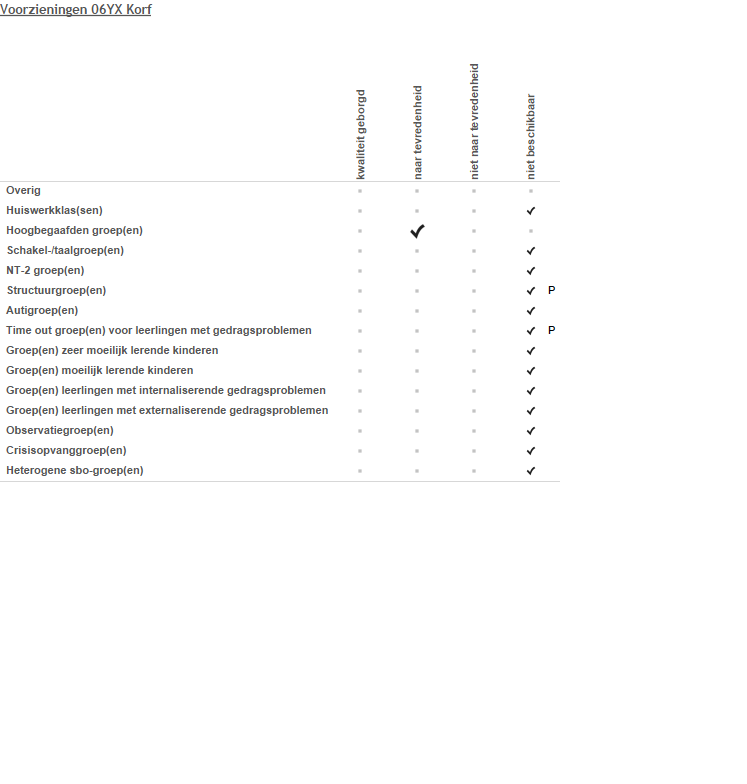 Voorzieningen 06YX Korf
kwaliteit geborgd
naar tevredenheid
niet naar tevredenheid
niet beschikbaar
Overig
Huiswerkklas(sen)
Hoogbegaafden groep(en)
Schakel-/taalgroep(en)
NT-2 groep(en)
Structuurgroep(en) P
Autigroep(en)
Time out groep(en) voor leerlingen met gedragsproblemen P
Groep(en) zeer moeilijk lerende kinderen
Groep(en) moeilijk lerende kinderen
Groep(en) leerlingen met internaliserende gedragsproblemen
Groep(en) leerlingen met externaliserende gedragsproblemen
Observatiegroep(en)
Crisisopvanggroep(en)
Heterogene sbo-groep(en)